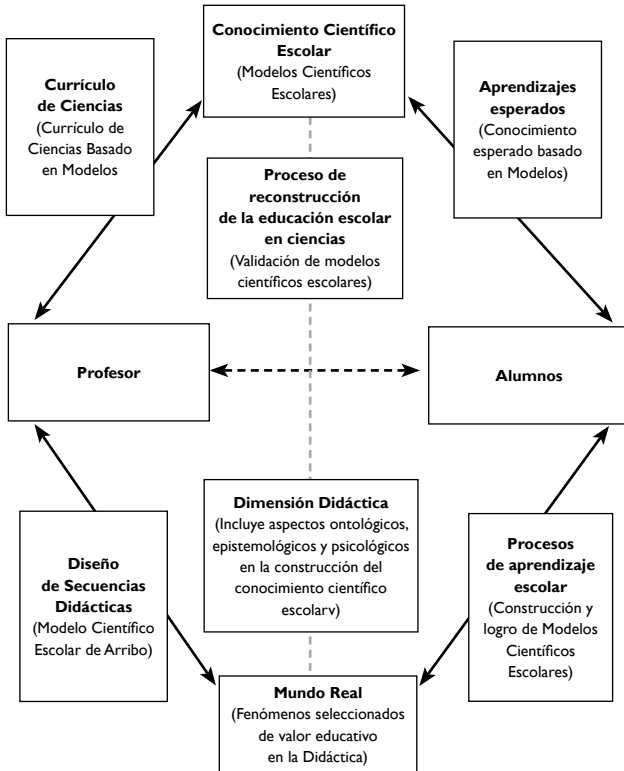 Conocimiento Científico
Escolar
(Modelos Científicos
Escolares)
Currículo
de Ciencias
(Currículo de
Ciencias Basado
en Modelos
Aprendizajes
esperados
(Conocimiento
esperado basado
en Modelos)
Proceso de
reconstrucción
de la educación escolar
en ciencias
(Validación de modelos
científicos escolares)
Profesor
Alumnos
Dimensión Didáctica
(Incluye aspectos ontológicos,
epistemológicos y psicológicos
en la construcción del
conocimiento científico
escolarv)
Diseño
de Secuencias
Didácticas
(Modelo Científico
Escolar de Arribo)
Procesos
de aprendizaje
escolar
(Construcción y
logro de Modelos
Científicos
Escolares)
Mundo Real
(Fenómenos seleccionados
de valor educativo
en la Didáctica)